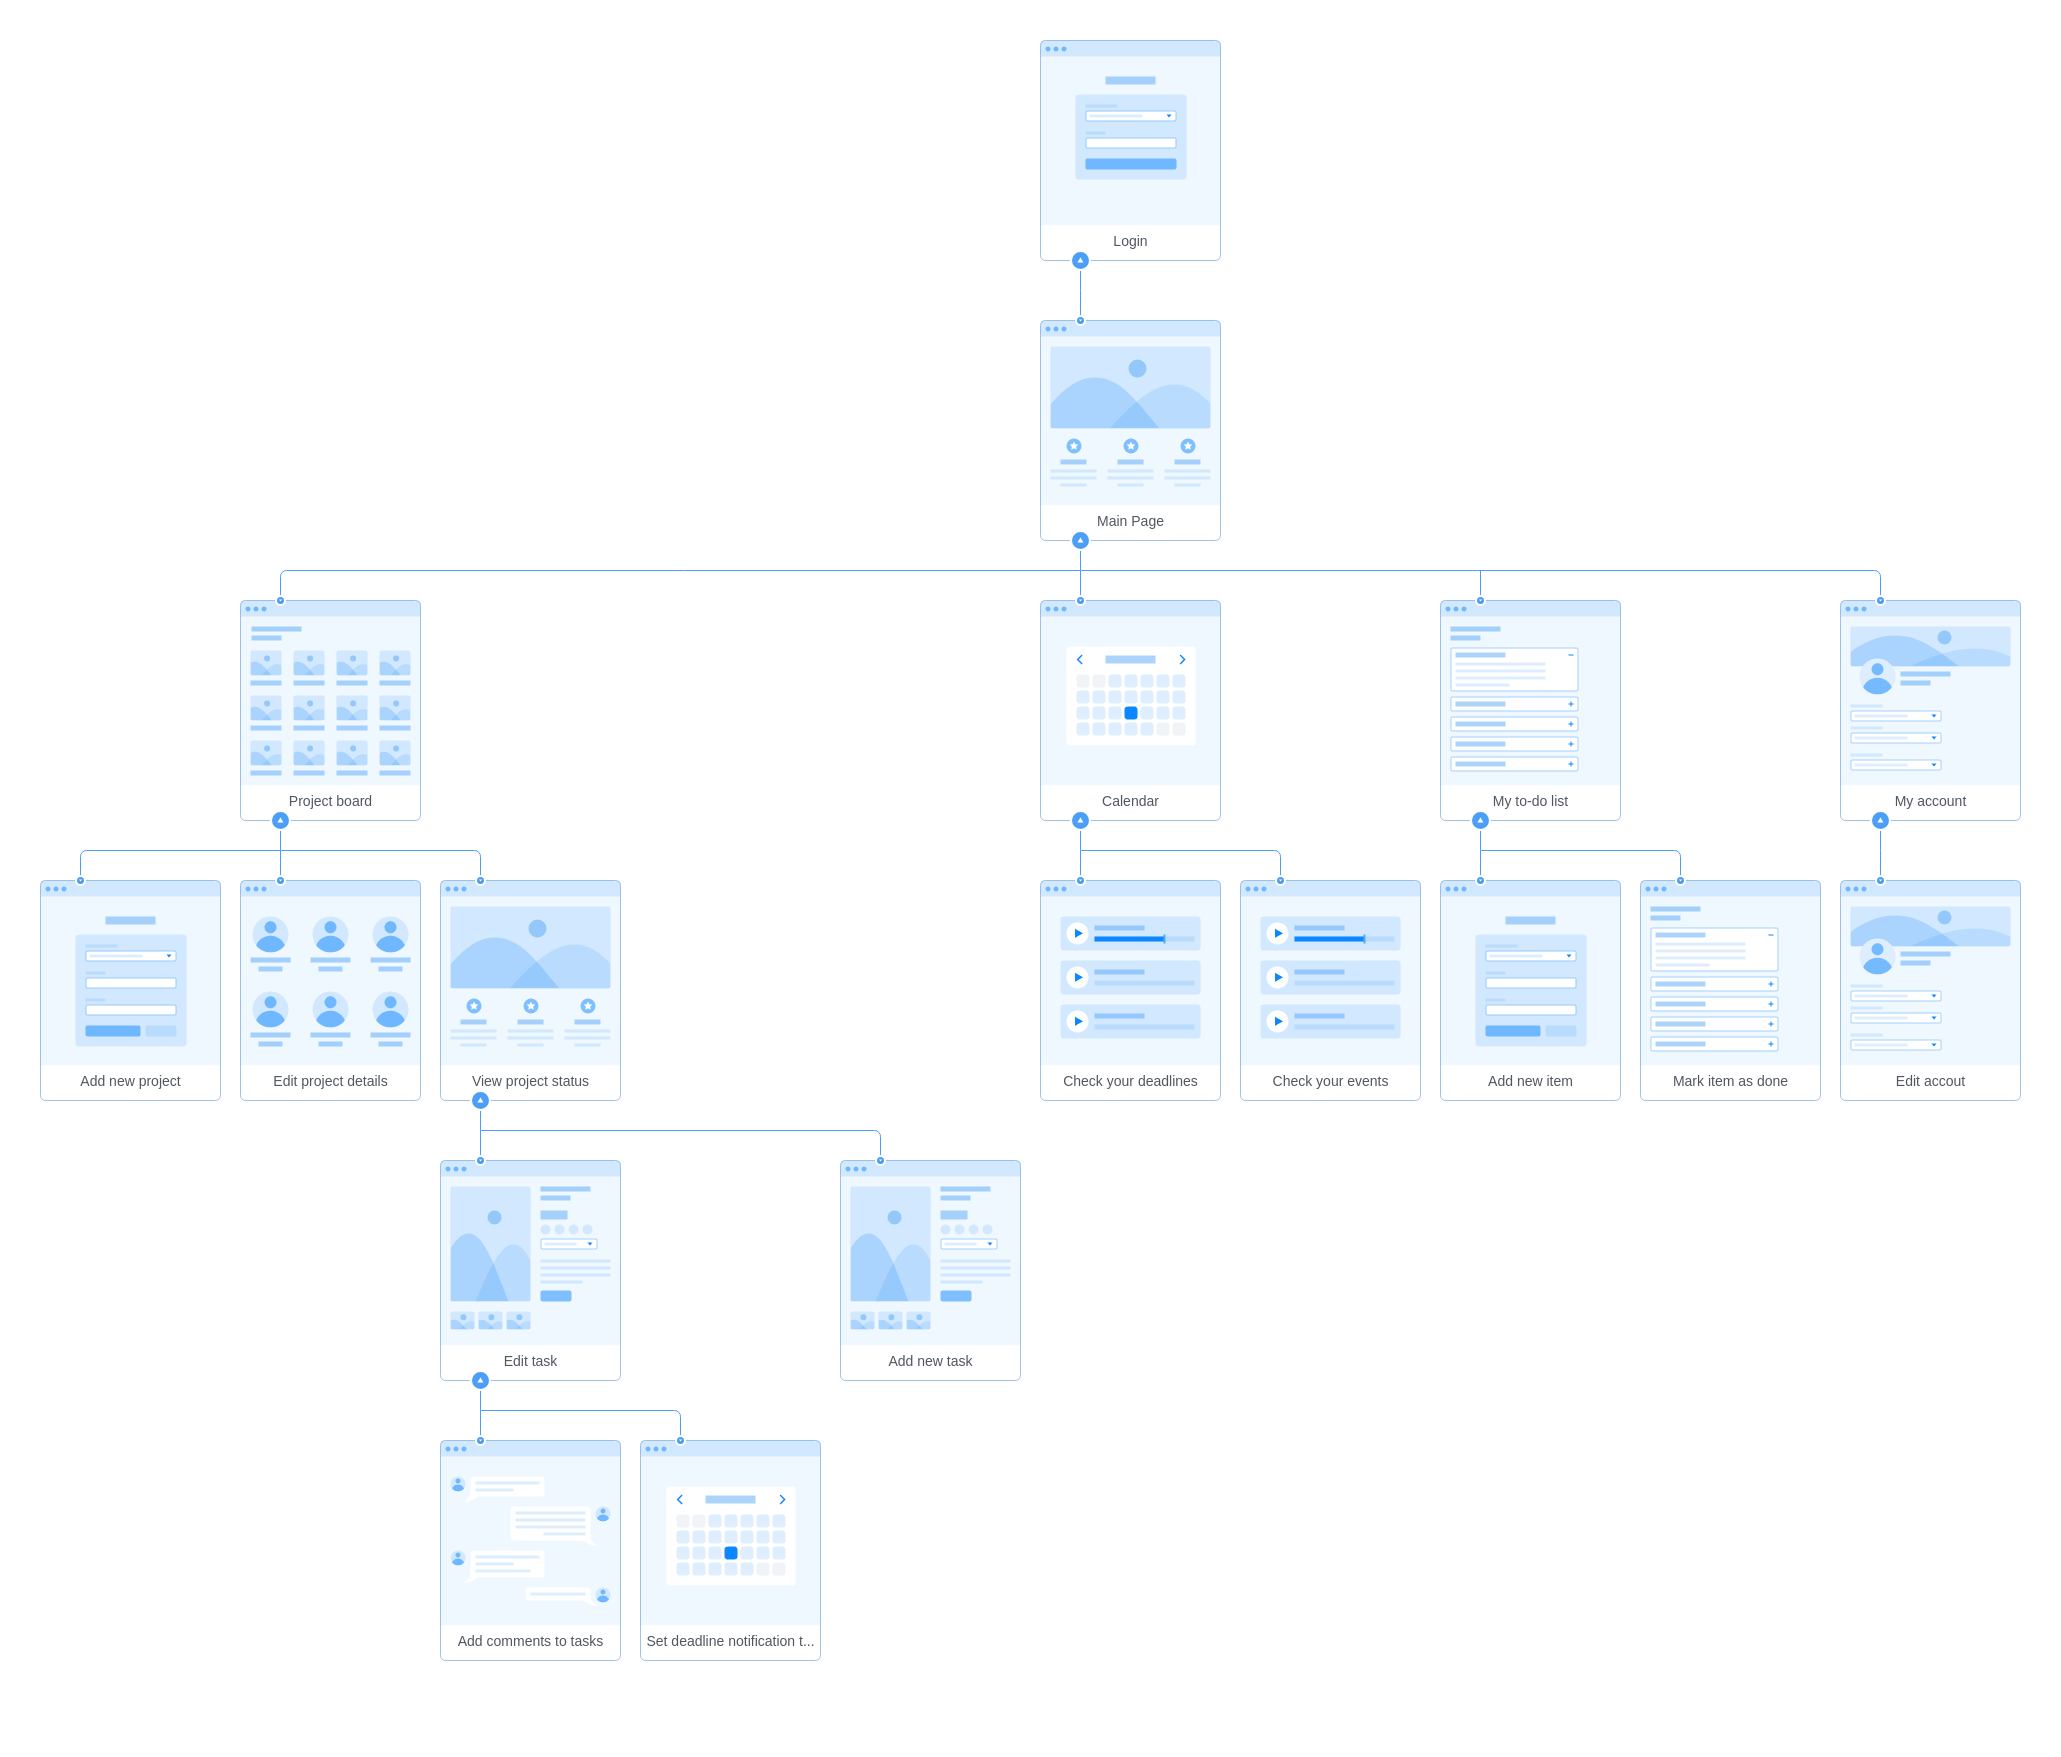 Login
Main Page
Project board
Calendar
My to-do list
My account
Add new project
Edit project details
View project status
Check your deadlines
Check your events
Add new item
Mark item as done
Edit accout
Edit task
Add new task
Add comments to tasks
Set deadline notification t...